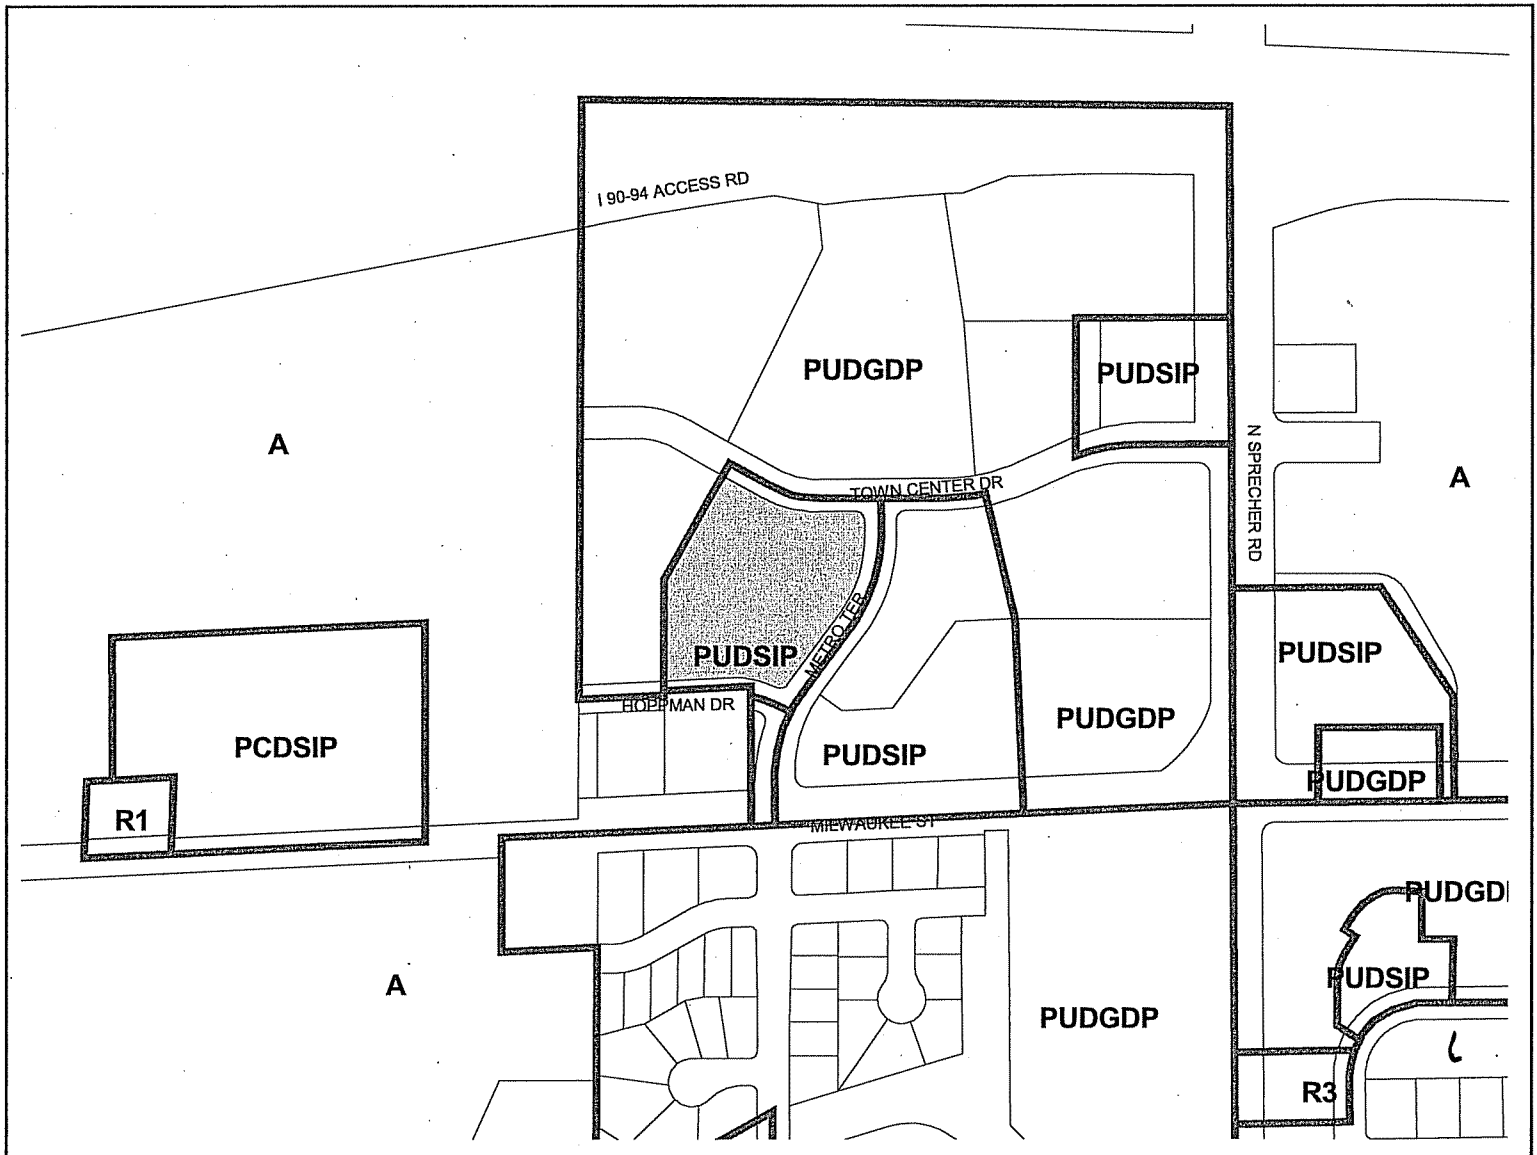 I 90-94 ACCESS RD
PUDGDP
PUDSIP
A
N SPRECHER RD
A
TOWN CENTER DR
METRO TER
PUDSIP
PUDSIP
HOPPMAN DR
PUDGDP
PCDSIP
PUDSIP
PUDGDP
R1
MILWAUKEE ST
PUDGD
PUDSIP
A
PUDGDP
R3